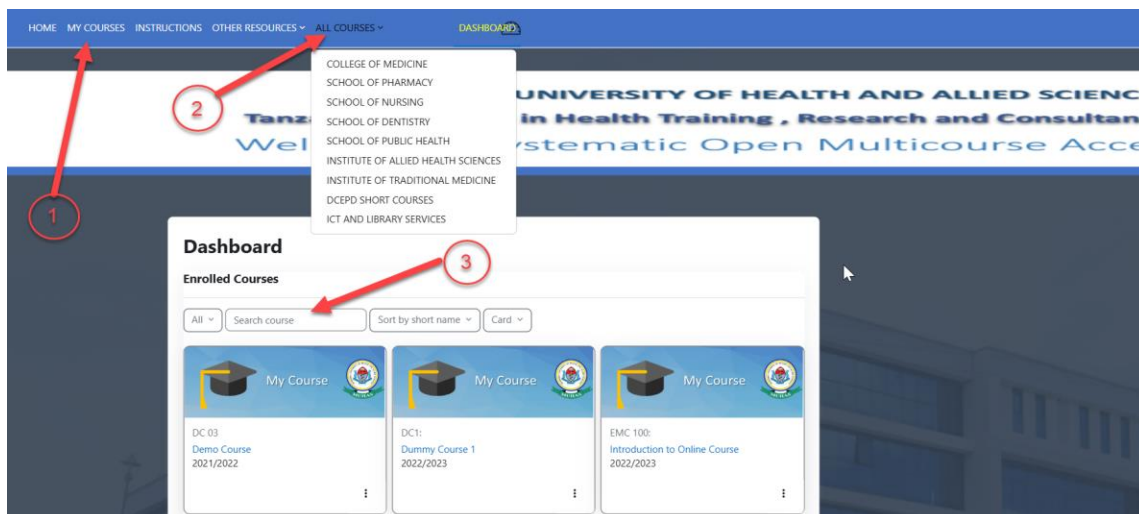 HOME MY COURSES INSTRUCTIONS OTHER RESOURCES ALL COURSES DASHBOARD
COLLEGE OF MEDICINE
SCHOOL OF PHARMACY
SCHOOL OF NURSING
SCHOOL OF DENTISTRY
SCHOOL OF PUBLIC HEALTH
INSTITUTE OF ALLIED HEALTH SCIENCES
INSTITUTE OF TRADITIONAL MEDICINE
DCEPD SHORT COURSES
ICT AND LIBRARY SERVICES
UNIVERSITY OF HEALTH AND ALLIED SCIENC
Tanz in Health Training , Research and Consultan
Wel stematic Open Multicourse Acce
1
2
3
Dashboard
Enrolled Courses
All Search course Sort by short name Card
My Course My Course My Course
DC 03 DC1: EMC 100:
Demo Course Dummy Course 1 Introduction to Online Course
2021/2022 2022/2023 2022/2023